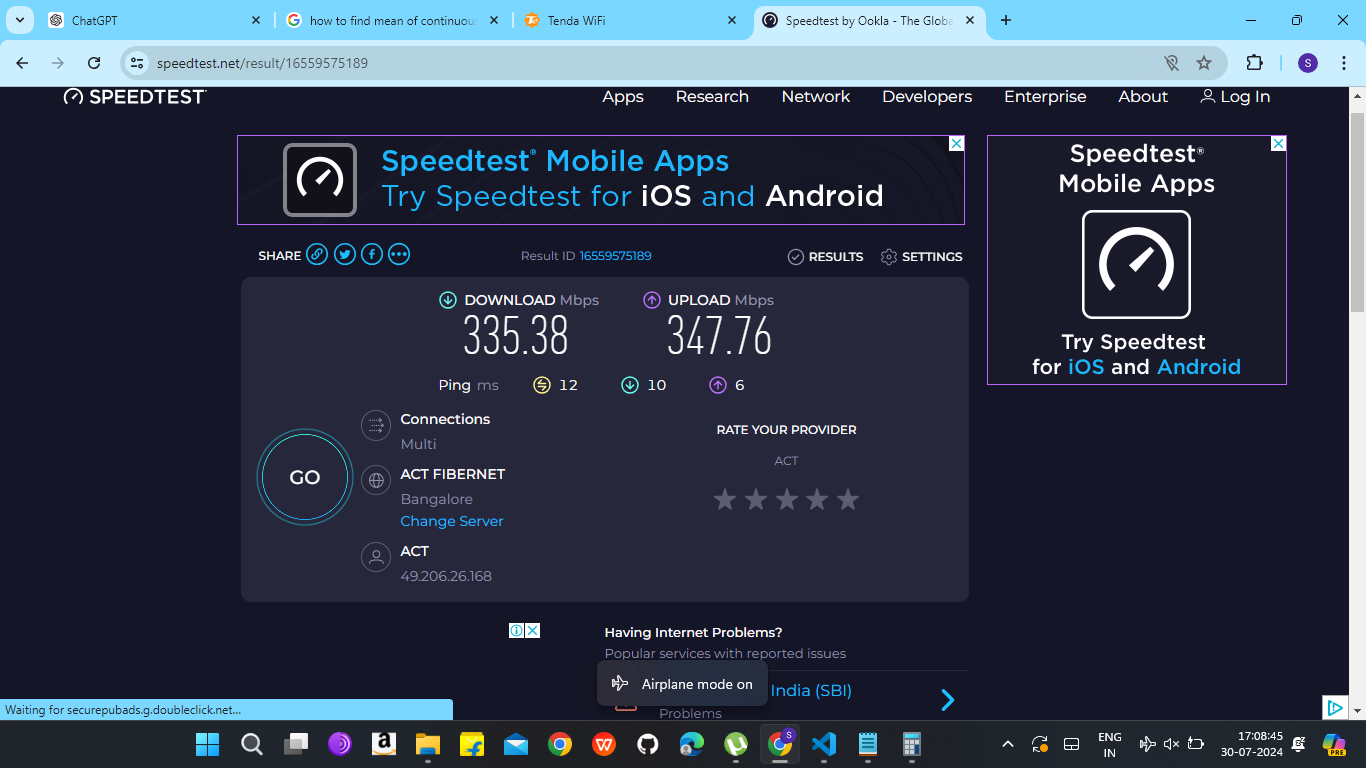 ChatGPT
how to find mean of continuous
Tenda WiFi
Speedtest by Ookla - The Globa
speedtest.net/result/16559575189
S
SPEEDTEST
Apps Research Network Developers Enterprise About Log In
Speedtest® Mobile Apps
Try Speedtest for iOS and Android
Speedtest®
Mobile Apps
Try Speedtest
for iOS and Android
SHARE Result ID 16559575189 RESULTS SETTINGS
DOWNLOAD Mbps UPLOAD Mbps
335.38 347.76
Ping ms 12 10 6
GO
Connections
Multi
ACT FIBERNET
Bangalore
Change Server
ACT
49.206.26.168
RATE YOUR PROVIDER
ACT
Having Internet Problems?
Popular services with reported issues
India (SBI)
Problems
Airplane mode on
Waiting for securepubads.g.doubleclick.net...
ENG
IN
17:08:45
30-07-2024
PRE